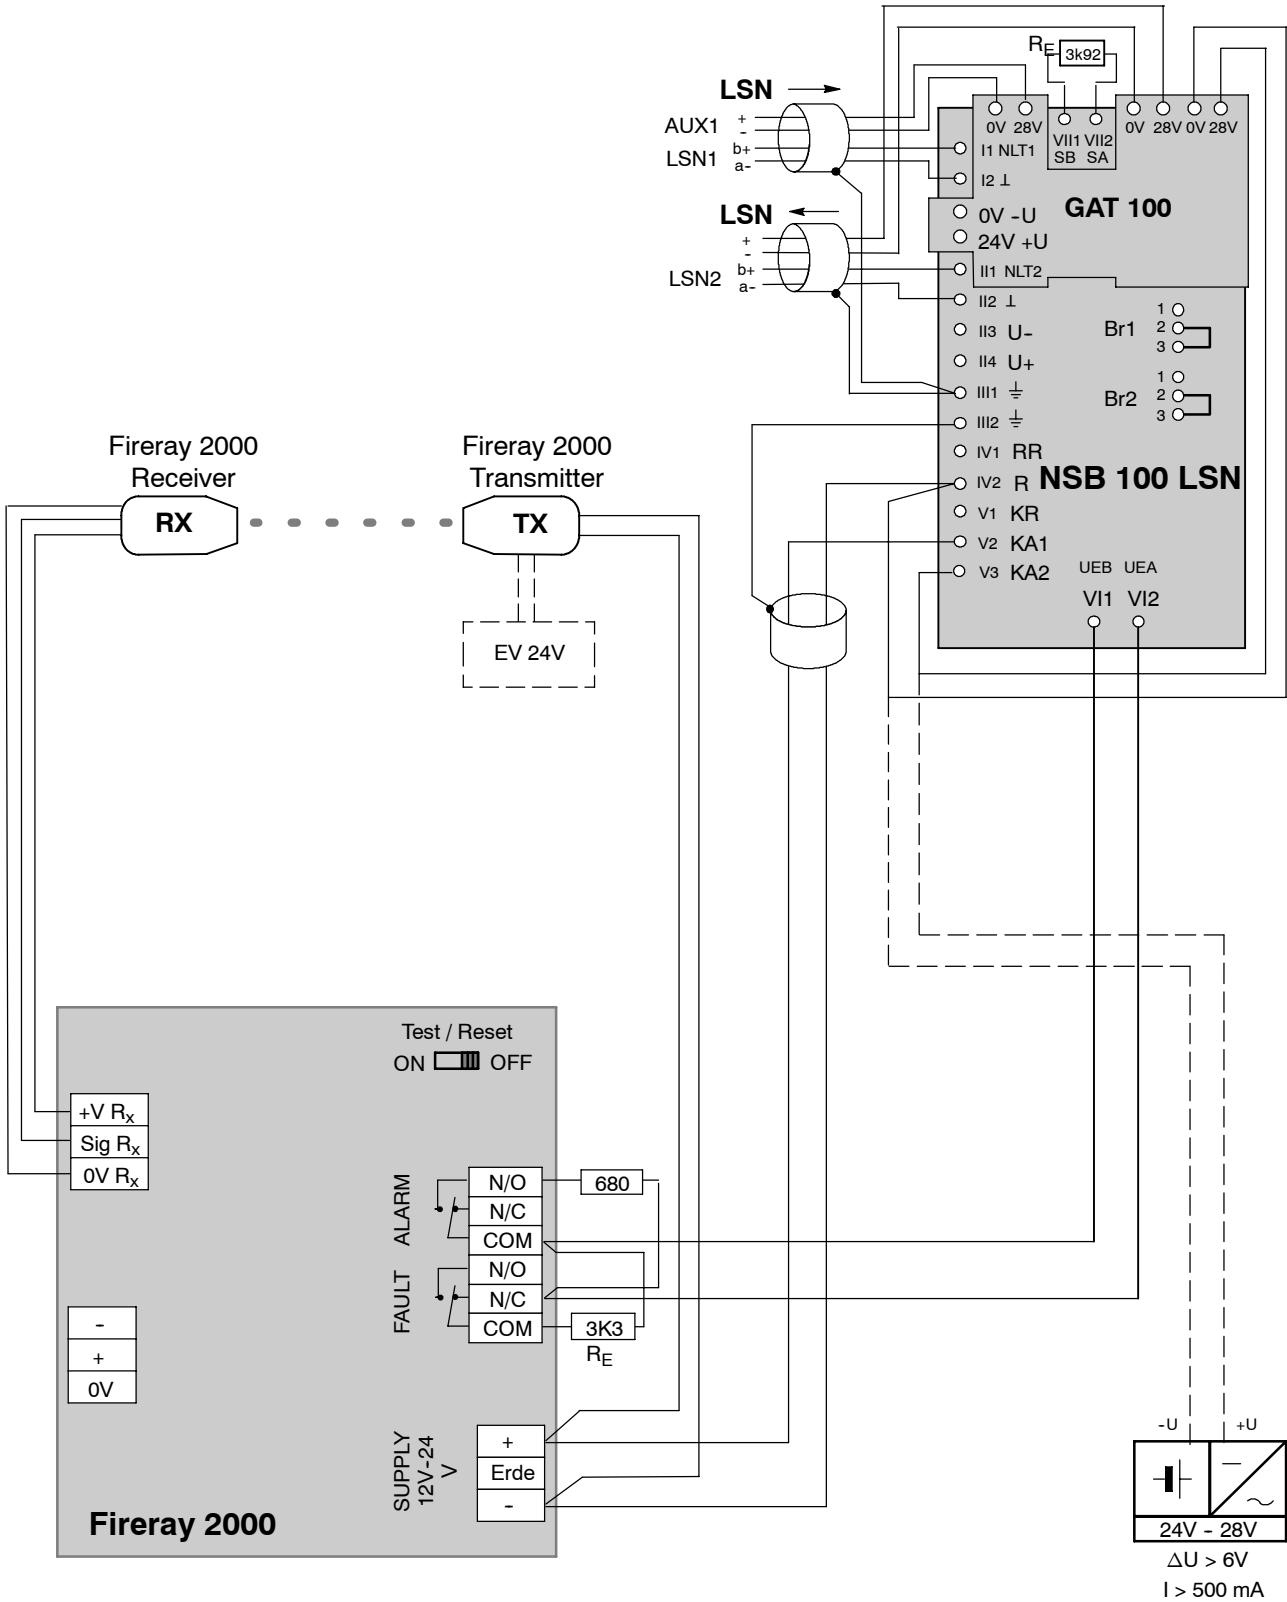 RE
3k92
LSN
AUX1
+
-
LSN1
b+
a-
0V 28V
VII1 VII2
SB SA
0V 28V 0V 28V
I1 NLT1
I2 ⊥
GAT 100
LSN
+
-
LSN2
b+
a-
0V -U
24V +U
II1 NLT2
II2 ⊥
II3 U-
II4 U+
III1 ⏚
III2 ⏚
IV1 RR
IV2 R
V1 KR
V2 KA1
V3 KA2
Br1
1
2
3
Br2
1
2
3
NSB 100 LSN
UEB UEA
VI1 VI2
Fireray 2000
Receiver
RX
Fireray 2000
Transmitter
TX
EV 24V
Test / Reset
ON OFF
+V Rx
Sig Rx
0V Rx
ALARM
N/O
N/C
COM
680
FAULT
N/O
N/C
COM
3K3
RE
-
+
0V
SUPPLY
12V-24
V
+
Erde
-
Fireray 2000
-U +U
24V - 28V
ΔU > 6V
I > 500 mA